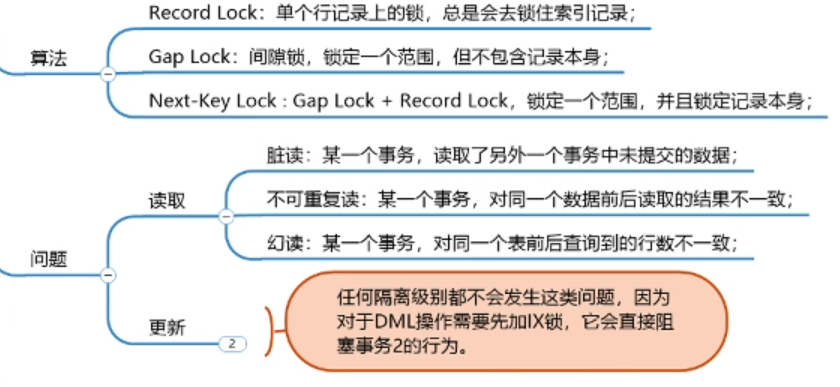 Record Lock：单个行记录上的锁，总是会去锁住索引记录；
算法
Gap Lock：间隙锁，锁定一个范围，但不包含记录本身；
Next-Key Lock : Gap Lock + Record Lock，锁定一个范围，并且锁定记录本身；
脏读：某一个事务，读取了另外一个事务中未提交的数据；
读取
不可重复读：某一个事务，对同一个数据前后读取的结果不一致；
幻读：某一个事务，对同一个表前后查询到的行数不一致；
问题
更新
2
任何隔离级别都不会发生这类问题，因为
对于DML操作需要先加IX锁，它会直接阻
塞事务2的行为。